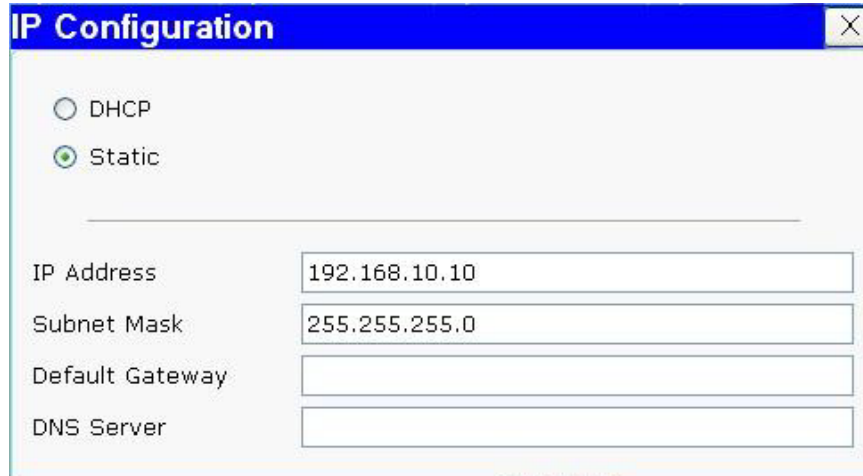 IP Configuration
DHCP
Static
IP Address 192.168.10.10
Subnet Mask 255.255.255.0
Default Gateway
DNS Server